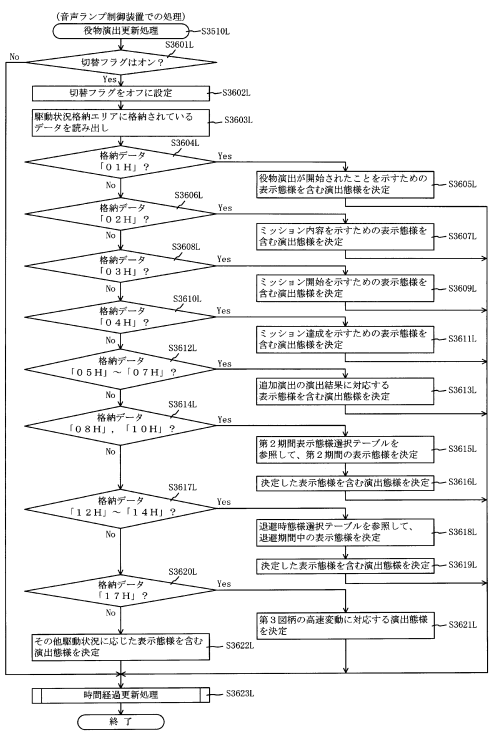 (音声ランプ制御装置での処理)
役物演出更新処理
S3510L
S3601L
No
切替フラグはオン？
Yes
切替フラグをオフに設定
S3602L
駆動状況格納エリアに格納されている
データを読み出し
S3603L
S3604L
格納データ
「０１Ｈ」？
Yes
No
役物演出が開始されたことを示すための
表示態様を含む演出態様を決定
S3605L
S3606L
格納データ
「０２Ｈ」？
Yes
No
ミッション内容を示すための表示態様を
含む演出態様を決定
S3607L
S3608L
格納データ
「０３Ｈ」？
Yes
No
ミッション開始を示すための表示態様を
含む演出態様を決定
S3609L
S3610L
格納データ
「０４Ｈ」？
Yes
No
ミッション達成を示すための表示態様を
含む演出態様を決定
S3611L
S3612L
格納データ
「０５Ｈ」～「０７Ｈ」？
Yes
No
追加演出の演出結果に対応する
表示態様を含む演出態様を決定
S3613L
S3614L
格納データ
「０８Ｈ」，「１０Ｈ」？
Yes
No
第２期間表示態様選択テーブルを
参照して、第２期間の表示態様を決定
S3615L
決定した表示態様を含む演出態様を決定
S3616L
S3617L
格納データ
「１２Ｈ」～「１４Ｈ」？
Yes
No
退避時態様選択テーブルを参照して、
退避期間中の表示態様を決定
S3618L
決定した表示態様を含む演出態様を決定
S3619L
S3620L
格納データ
「１７Ｈ」？
Yes
No
第３図柄の高速変動に対応する演出態様
を決定
S3621L
その他駆動状況に応じた表示態様を含む
演出態様を決定
S3622L
時間経過更新処理
S3623L
終了